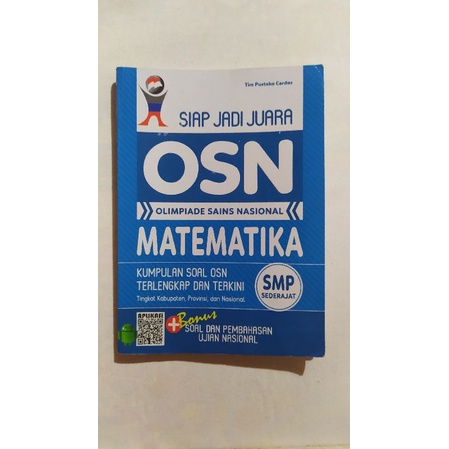 Tim Pustaka Cerdas
SIAP JADI JUARA
OSN
OLIMPIADE SAINS NASIONAL
MATEMATIKA
KUMPULAN SOAL OSN
TERLENGKAP DAN TERKINI
Tingkat Kabupaten, Provinsi, dan Nasional
SMP
SEDERAJAT
APLIKASI
+Bonus
SOAL DAN PEMBAHASAN
UJIAN NASIONAL